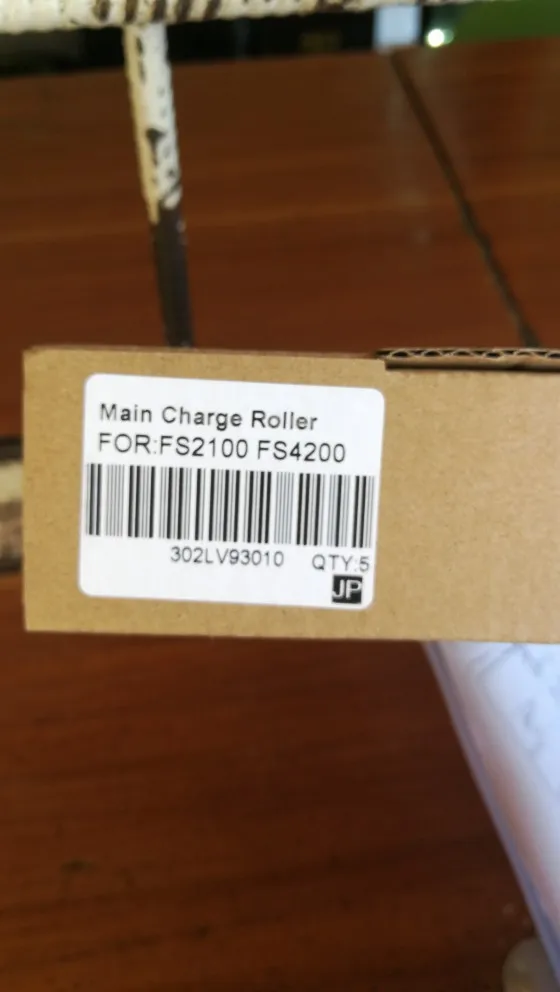 Main Charge Roller
FOR:FS2100 FS4200
302LV93010 QTY:5
JP